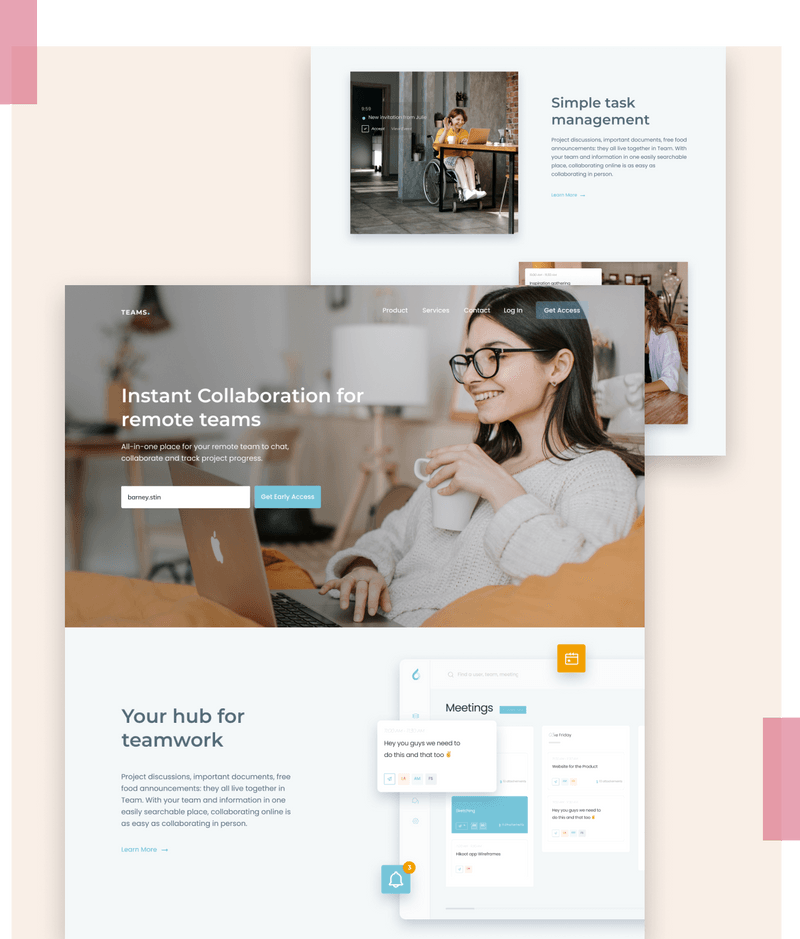 5:55
New invitation from Julie
Accept View Event
Simple task
management
Project discussions, important documents, free food
announcements: they all live together in Team. With
your team and information in one easily searchable
place, collaborating online is as easy as
collaborating in person.
Learn More →
Inspiration gathering
TEAMS.
Product Services Contact Log In Get Access
Instant Collaboration for
remote teams
All-in-one place for your remote team to chat,
collaborate and track project progress.
barney.stin
Get Early Access
Your hub for
teamwork
Project discussions, important documents, free
food announcements: they all live together in
Team. With your team and information in one
easily searchable place, collaborating online is
as easy as collaborating in person.
Learn More →
Find a user, team, meeting
Meetings
Hey you guys we need to
do this and that too ✌
Sketching
Hiboot app Wireframes
Friday
Website for the Product
Hey you guys we need to
do this and that too ✌
3